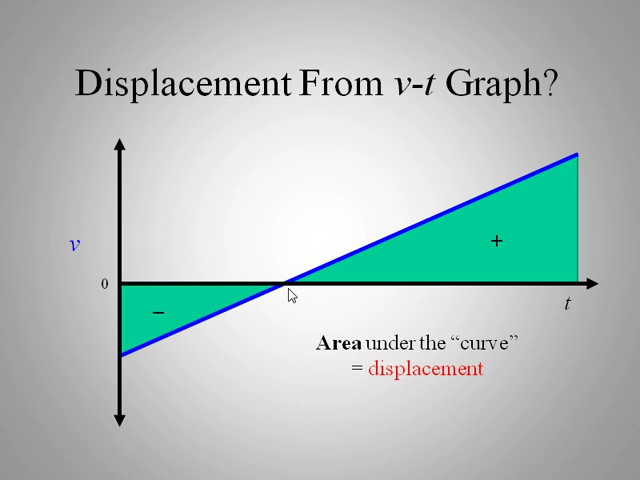 Displacement From v-t Graph?
v
+
0
–
t
Area under the “curve”
= displacement